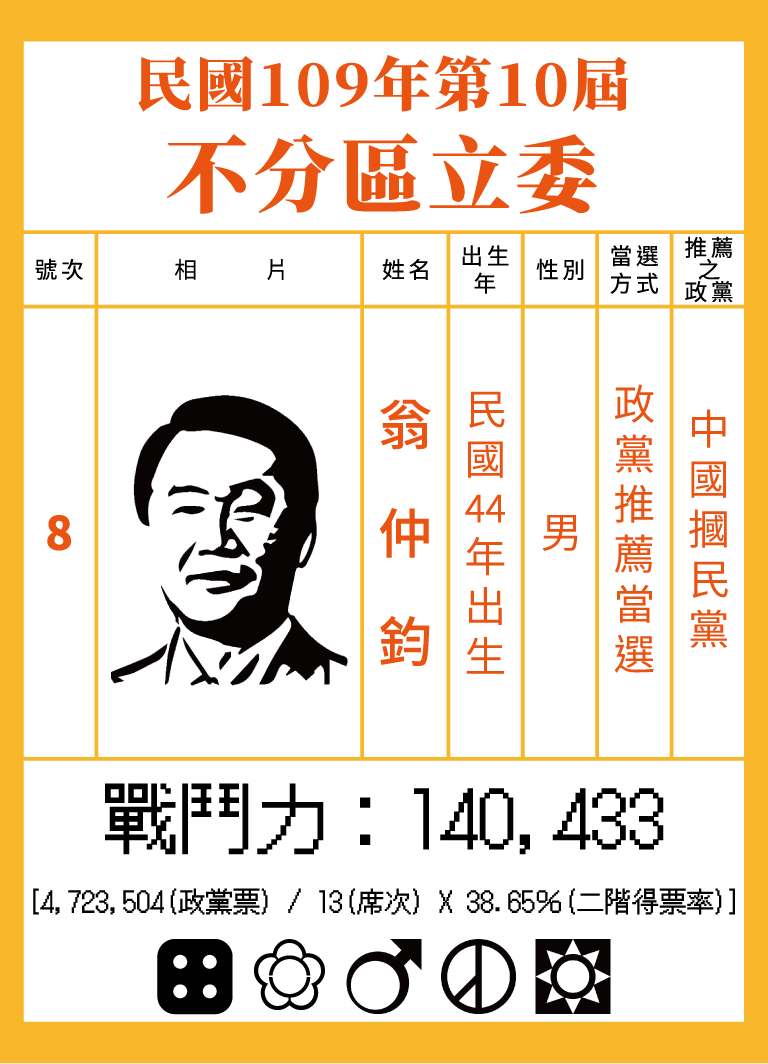 民國109年第10屆
不分區立委
號次
相 片
姓名
出生
年
性別
當選
方式
推薦
之
政黨
8
翁仲鈞
民國44年出生
男
政黨推薦當選
中國摑民黨
戰鬥力：140,433
[4,723,504(政黨票) / 13(席次) X 38.65%(二階得票率)]